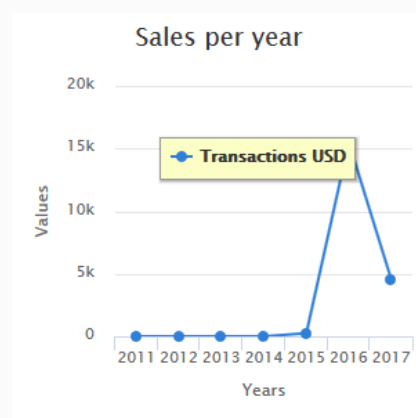 Sales per year
20k
15k
Transactions USD
10k
Values
5k
0
2011 2012 2013 2014 2015 2016 2017
Years